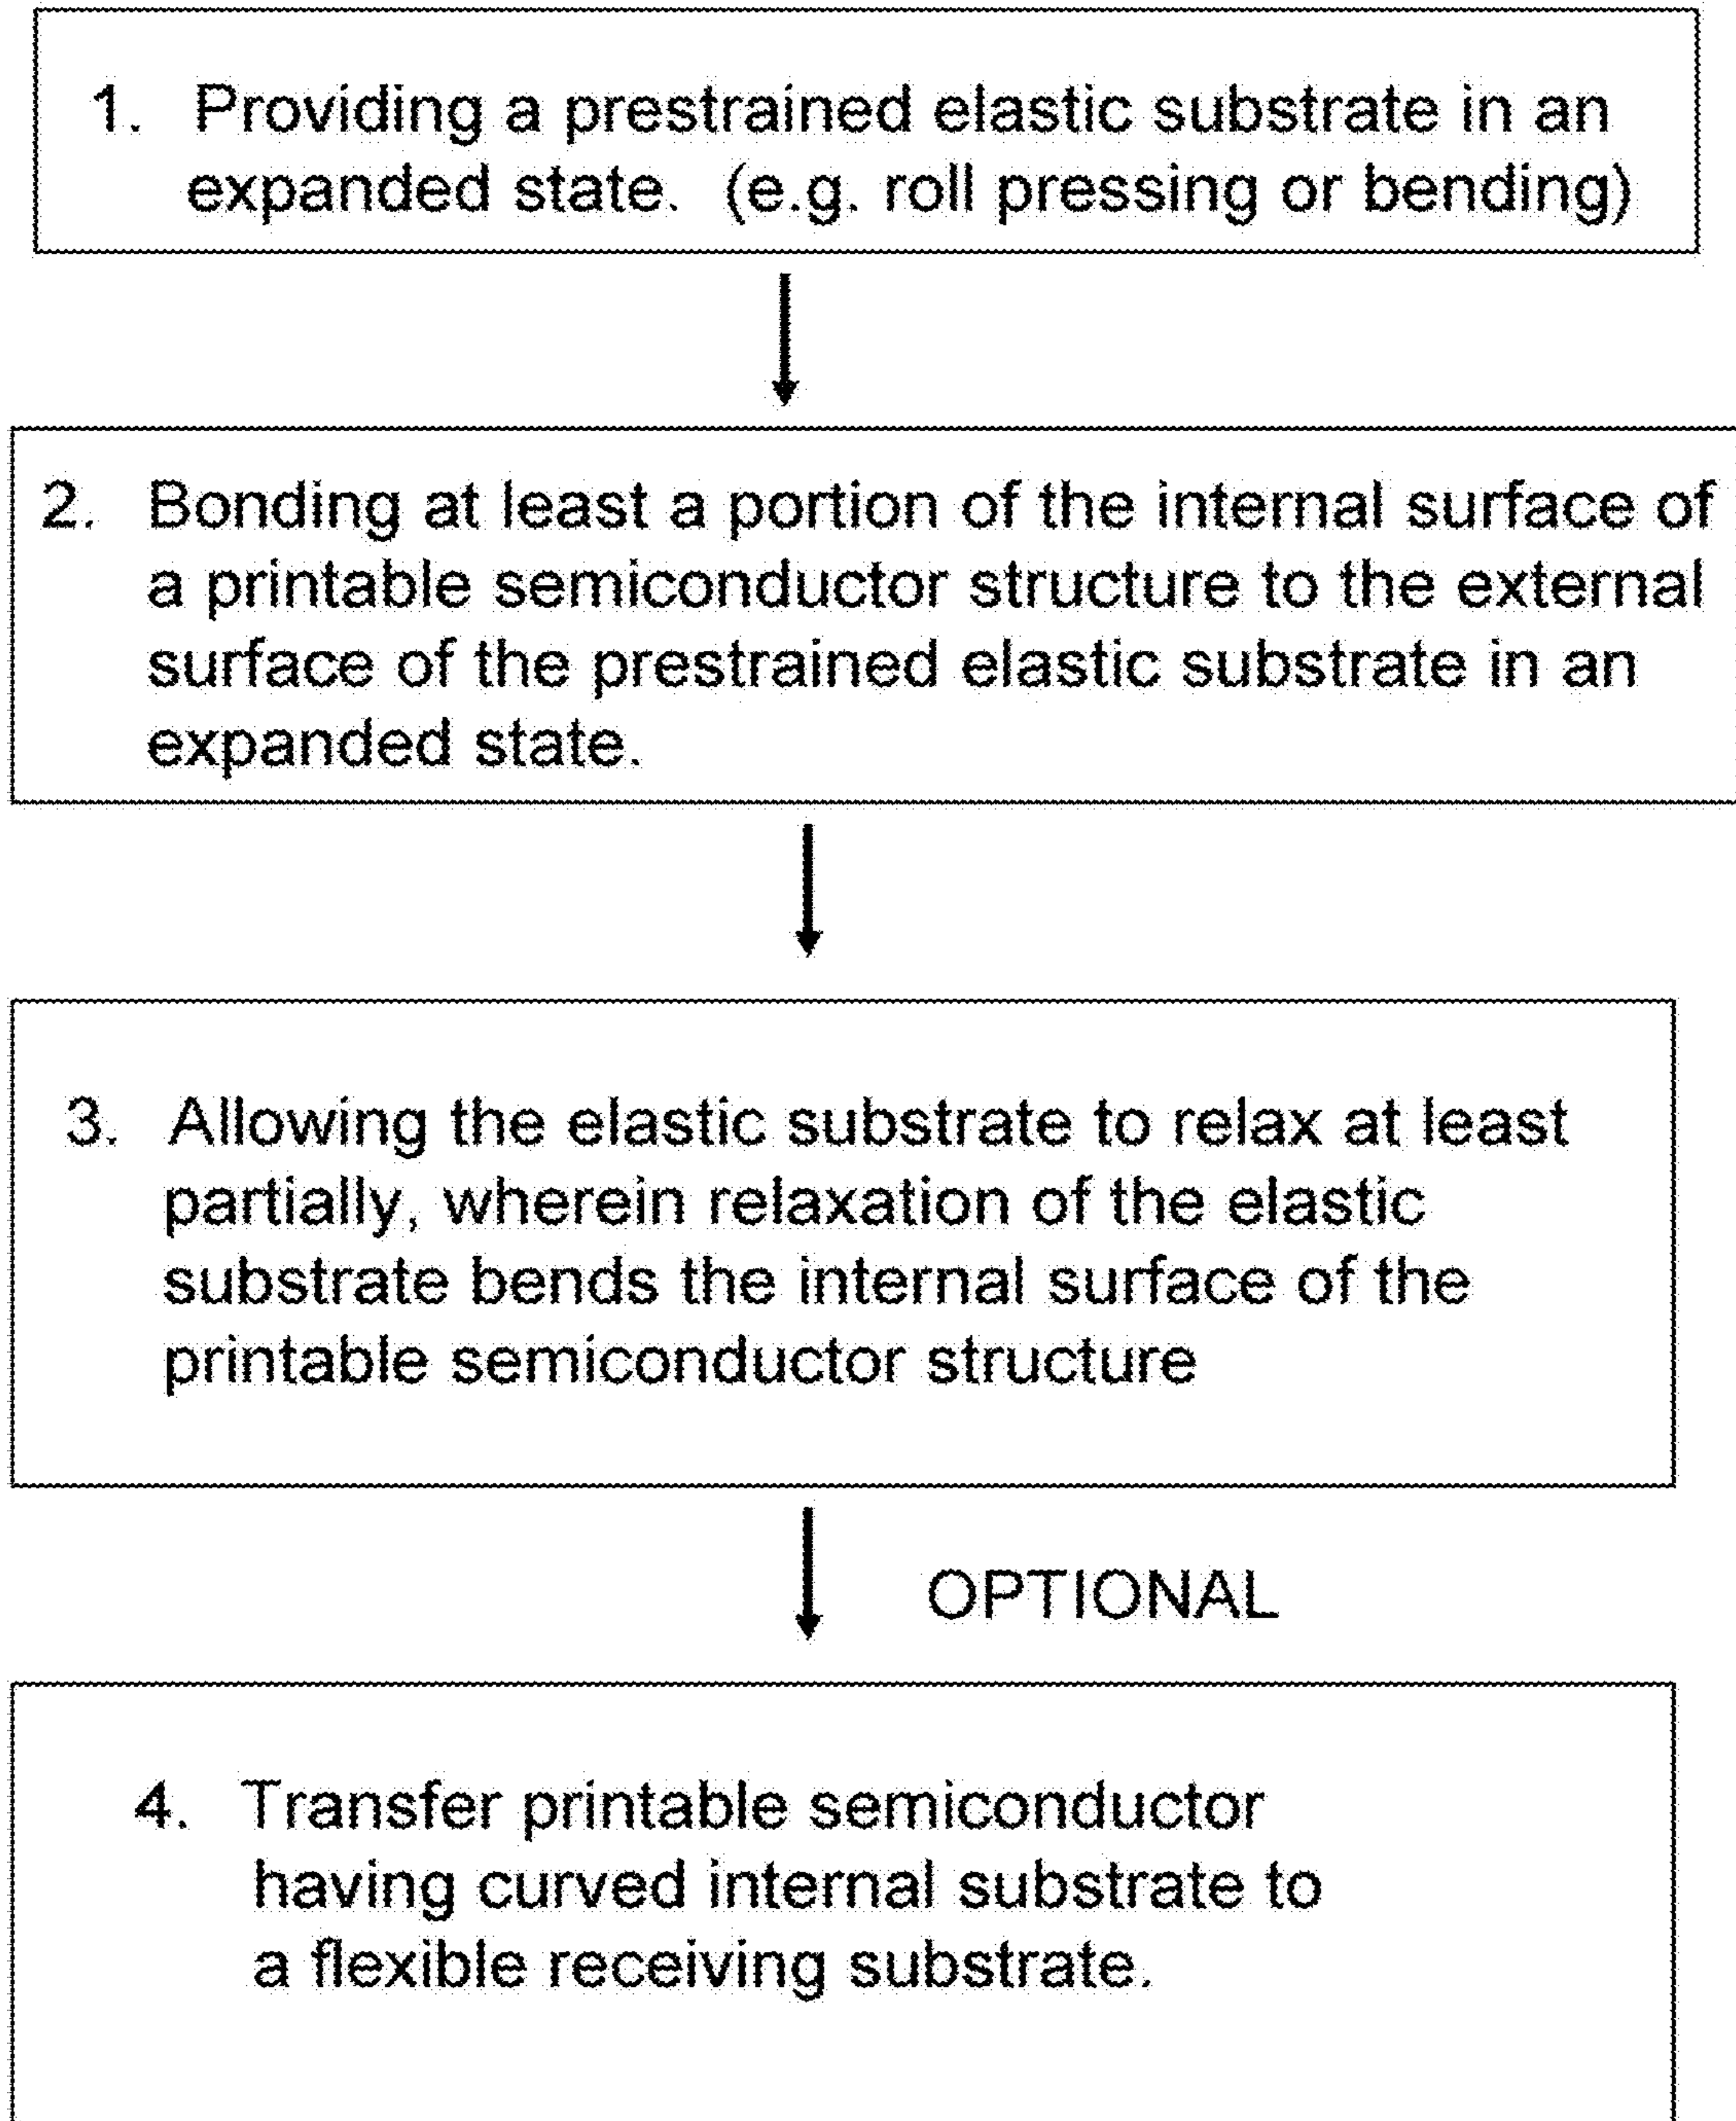 1. Providing a prestrained elastic substrate in an
expanded state. (e.g. roll pressing or bending)
2. Bonding at least a portion of the internal surface of
a printable semiconductor structure to the external
surface of the prestrained elastic substrate in an
expanded state.
3. Allowing the elastic substrate to relax at least
partially, wherein relaxation of the elastic
substrate bends the internal surface of the
printable semiconductor structure
OPTIONAL
4. Transfer printable semiconductor
having curved internal substrate to
a flexible receiving substrate.